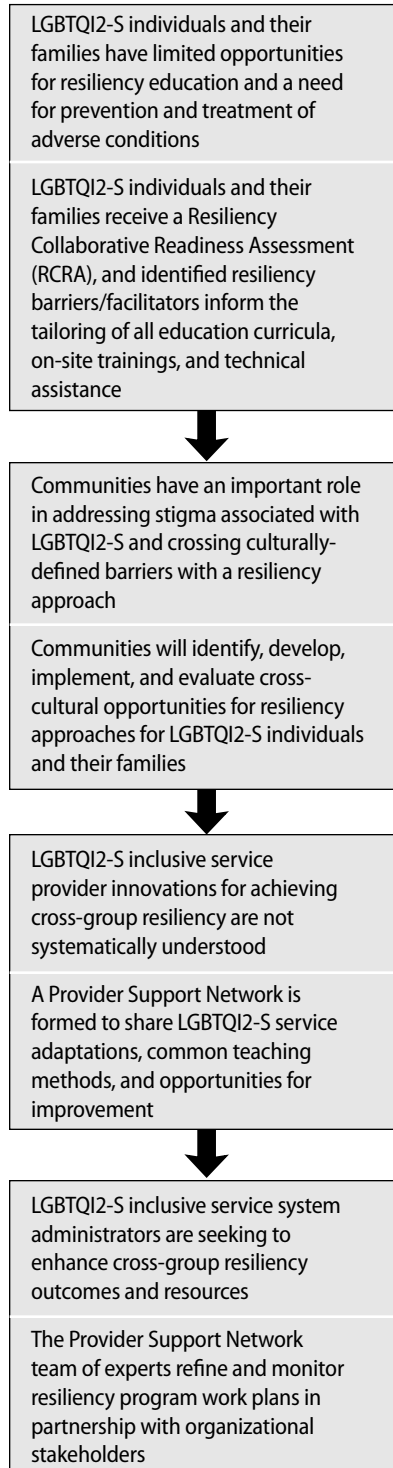 LGBTQI2-S individuals and their
families have limited opportunities
for resiliency education and a need
for prevention and treatment of
adverse conditions
LGBTQI2-S individuals and their
families receive a Resiliency
Collaborative Readiness Assessment
(RCRA), and identified resiliency
barriers/facilitators inform the
tailoring of all education curricula,
on-site trainings, and technical
assistance
Communities have an important role
in addressing stigma associated with
LGBTQI2-S and crossing culturally-
defined barriers with a resiliency
approach
Communities will identify, develop,
implement, and evaluate cross-
cultural opportunities for resiliency
approaches for LGBTQI2-S individuals
and their families
LGBTQI2-S inclusive service
provider innovations for achieving
cross-group resiliency are not
systematically understood
A Provider Support Network is
formed to share LGBTQI2-S service
adaptations, common teaching
methods, and opportunities for
improvement
LGBTQI2-S inclusive service system
administrators are seeking to
enhance cross-group resiliency
outcomes and resources
The Provider Support Network
team of experts refine and monitor
resiliency program work plans in
partnership with organizational
stakeholders